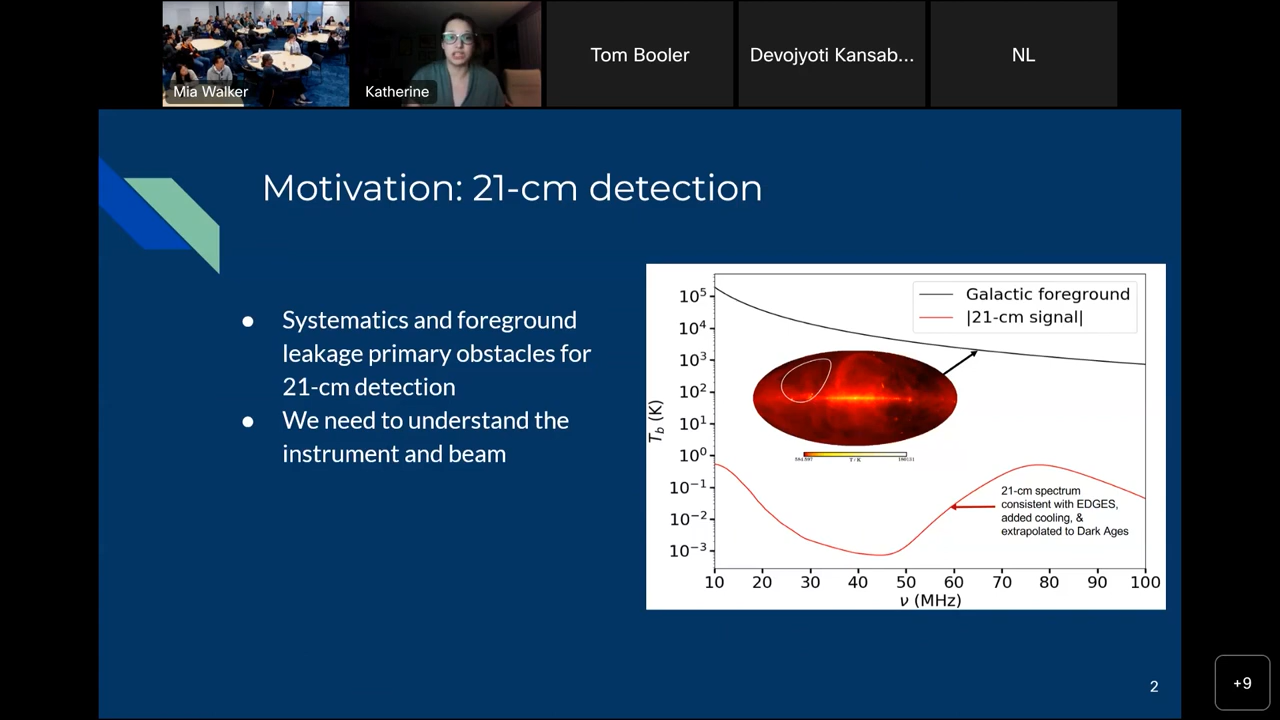 Mia Walker
Katherine
Tom Booler
Devojyoti Kansab...
NL
Motivation: 21-cm detection
● Systematics and foreground
leakage primary obstacles for
21-cm detection
● We need to understand the
instrument and beam
Galactic foreground
|21-cm signal|
10⁵
10⁴
10³
10²
10¹
10⁰
10⁻¹
10⁻²
10⁻³
T_b (K)
T / K
21-cm spectrum
consistent with EDGES,
added cooling, &
extrapolated to Dark Ages
10 20 30 40 50 60 70 80 90 100
ν (MHz)
2
+9